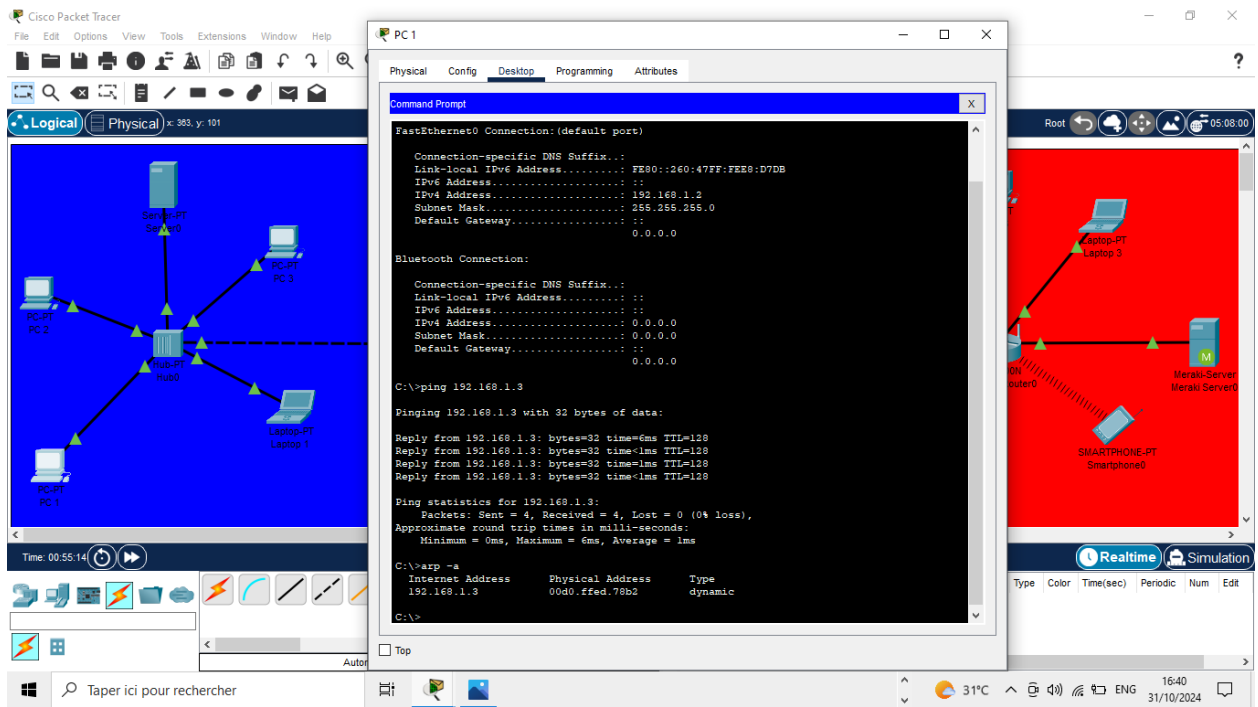 Cisco Packet Tracer
File Edit Options View Tools Extensions Window Help
?
Logical Physical x: 363, y: 101
Root 05:08:00
PC 1
Physical Config Desktop Programming Attributes
Command Prompt X
FastEthernet0 Connection:(default port)
Connection-specific DNS Suffix..:
Link-local IPv6 Address.........: FE80::260:47FF:FEE8:D7DB
IPv6 Address....................: ::
IPv4 Address....................: 192.168.1.2
Subnet Mask.....................: 255.255.255.0
Default Gateway.................: ::
0.0.0.0
Bluetooth Connection:
Connection-specific DNS Suffix..:
Link-local IPv6 Address.........: ::
IPv6 Address....................: ::
IPv4 Address....................: 0.0.0.0
Subnet Mask.....................: 0.0.0.0
Default Gateway.................: ::
0.0.0.0
C:\>ping 192.168.1.3
Pinging 192.168.1.3 with 32 bytes of data:
Reply from 192.168.1.3: bytes=32 time=6ms TTL=128
Reply from 192.168.1.3: bytes=32 time<1ms TTL=128
Reply from 192.168.1.3: bytes=32 time=1ms TTL=128
Reply from 192.168.1.3: bytes=32 time<1ms TTL=128
Ping statistics for 192.168.1.3:
Packets: Sent = 4, Received = 4, Lost = 0 (0% loss),
Approximate round trip times in milli-seconds:
Minimum = 0ms, Maximum = 6ms, Average = 1ms
C:\>arp -a
Internet Address Physical Address Type
192.168.1.3 00d0.ffed.78b2 dynamic
C:\>
Top
Server-PT
Server0
PC-PT
PC 3
PC-PT
PC 2
Hub-PT
Hub0
Laptop-PT
Laptop 1
PC-PT
PC 1
T
Laptop-PT
Laptop 3
ON
outer0
M
Meraki-Server
Meraki Server0
SMARTPHONE-PT
Smartphone0
Time: 00:55:14
Realtime Simulation
Type Color Time(sec) Periodic Num Edit
Autor
Taper ici pour rechercher
31°C ENG
16:40
31/10/2024